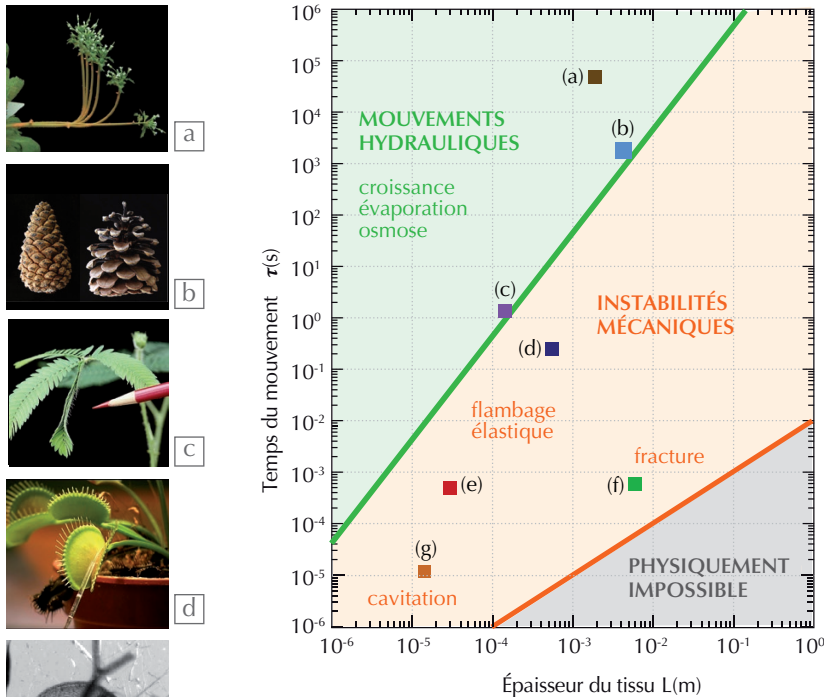 a
b
c
d
Temps du mouvement τ(s)
10⁶
10⁵
10⁴
10³
10²
10¹
10⁰
10⁻¹
10⁻²
10⁻³
10⁻⁴
10⁻⁵
10⁻⁶
MOUVEMENTS
HYDRAULIQUES
croissance
évaporation
osmose
(a)
(b)
(c)
(d)
INSTABILITÉS
MÉCANIQUES
flambage
élastique
fracture
(e)
(f)
(g)
cavitation
PHYSIQUEMENT
IMPOSSIBLE
10⁻⁶ 10⁻⁵ 10⁻⁴ 10⁻³ 10⁻² 10⁻¹ 10⁰
Épaisseur du tissu L(m)